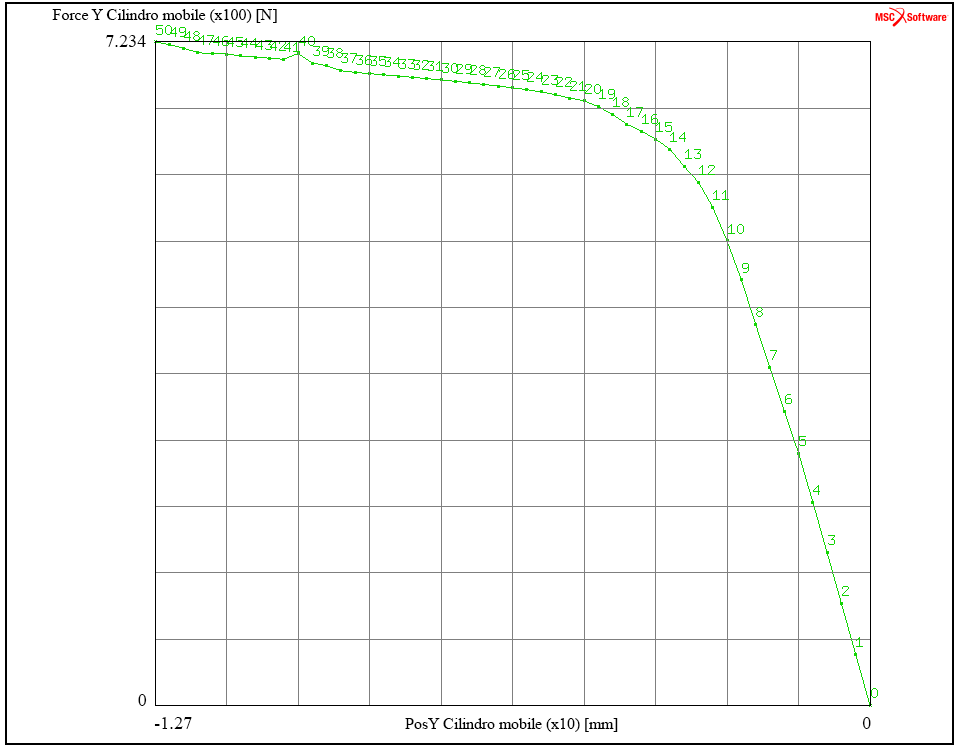 Force Y Cilindro mobile (x100) [N]
MSC Software
7.234
50 49 48 47 46 45 44 43 42 41 40 39 38 37 36 35 34 33 32 31 30 29 28 27 26 25 24 23 22 21 20 19 18 17 16 15 14 13 12 11 10 9 8 7 6 5 4 3 2 1 0
0
-1.27
PosY Cilindro mobile (x10) [mm]
0